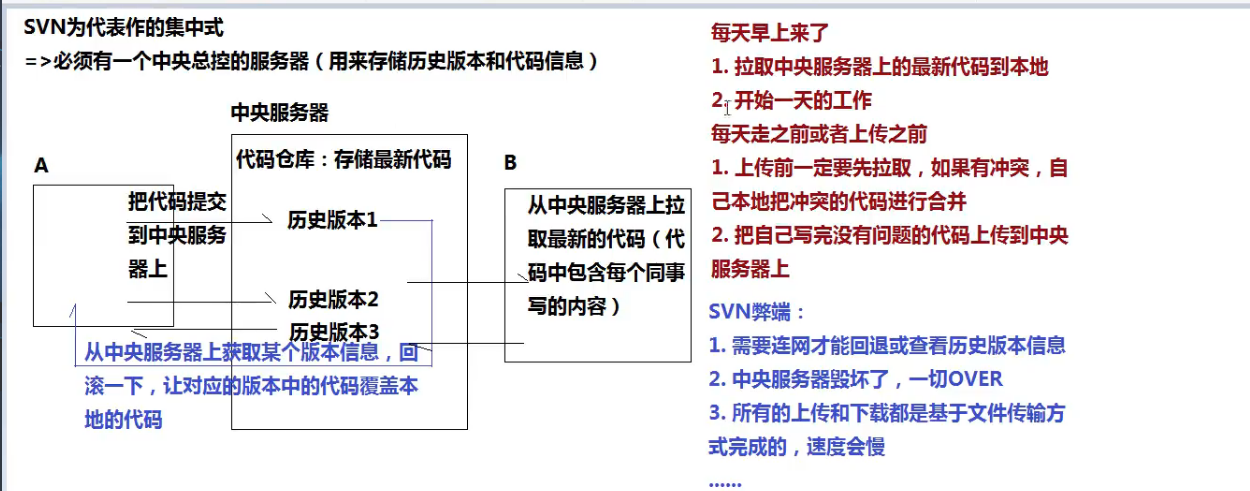 SVN为代表作的集中式
=>必须有一个中央总控的服务器（用来存储历史版本和代码信息）
中央服务器
A
代码仓库：存储最新代码
B
把代码提交
到中央服务
器上
历史版本1
历史版本2
历史版本3
从中央服务器上拉
取最新的代码（代
码中包含每个同事
写的内容）
从中央服务器上获取某个版本信息，回
滚一下，让对应的版本中的代码覆盖本
地的代码
每天早上来了
1. 拉取中央服务器上的最新代码到本地
2. 开始一天的工作
每天走之前或者上传之前
1. 上传前一定要先拉取，如果有冲突，自
己本地把冲突的代码进行合并
2. 把自己写完没有问题的代码上传到中央
服务器上
SVN弊端：
1. 需要连网才能回退或查看历史版本信息
2. 中央服务器毁坏了，一切OVER
3. 所有的上传和下载都是基于文件传输方
式完成的，速度会慢
......